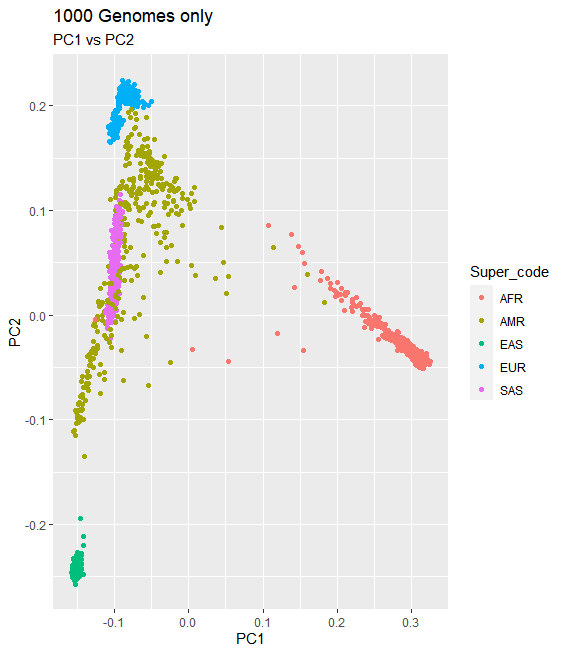 1000 Genomes only
PC1 vs PC2
0.2
0.1
0.0
-0.1
-0.2
PC2
-0.1
0.0
0.1
0.2
0.3
PC1
Super_code
AFR
AMR
EAS
EUR
SAS